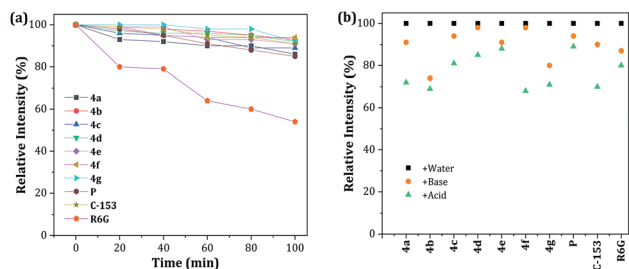 (a)
Relative Intensity (%)
100
80
60
40
20
0
4a
4b
4c
4d
4e
4f
4g
P
C-153
R6G
0 20 40 60 80 100
Time (min)
(b)
Relative Intensity (%)
100
80
60
40
20
0
+Water
+Base
+Acid
4a 4b 4c 4d 4e 4f 4g P C-153 R6G